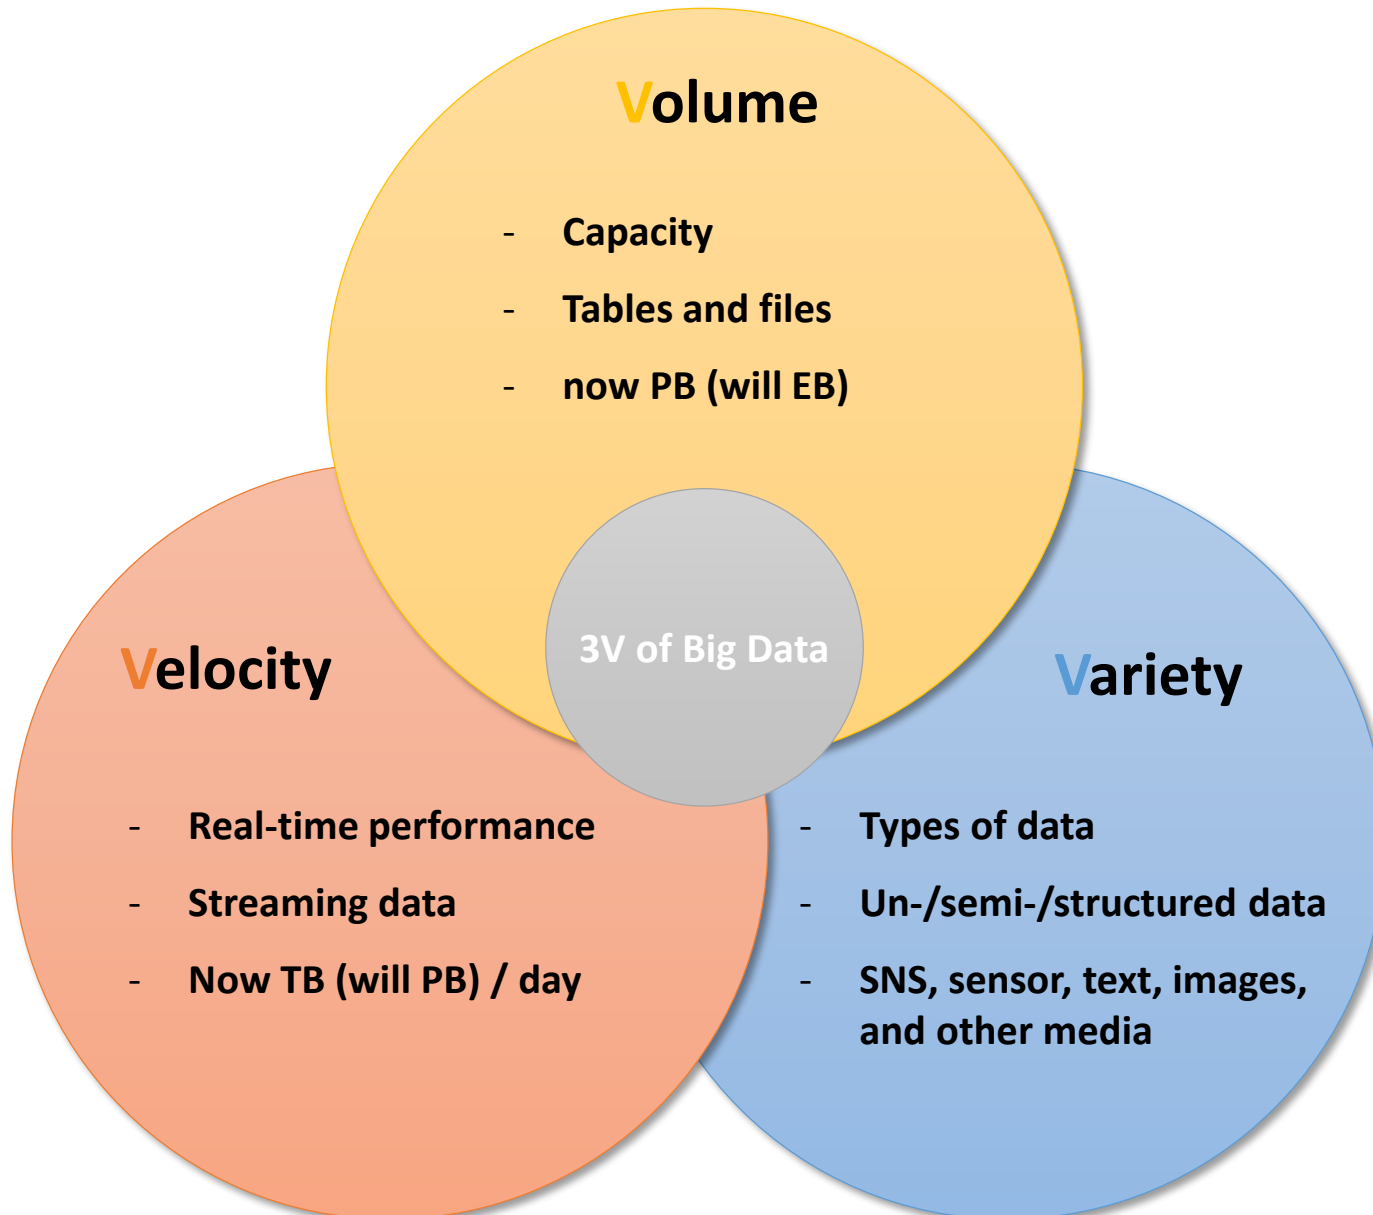 Volume
- Capacity
- Tables and files
- now PB (will EB)
3V of Big Data
Velocity
- Real-time performance
- Streaming data
- Now TB (will PB) / day
Variety
- Types of data
- Un-/semi-/structured data
- SNS, sensor, text, images,
and other media